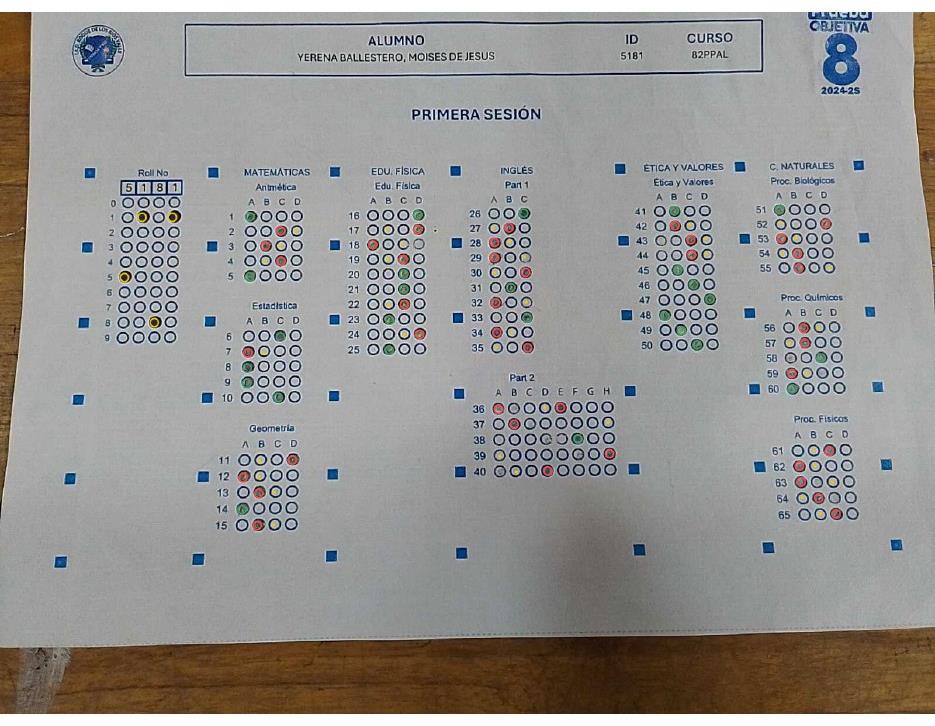 ALUMNO ID CURSO
YERENA BALLESTERO, MOISES DE JESUS 5181 82PPAL
Prueba
OBJETIVA
8
2024-2S
PRIMERA SESIÓN
Roll No
5 1 8 1
0
1
2
3
4
5
6
7
8
9
MATEMÁTICAS
Aritmética
A B C D
1
2
3
4
5
Estadística
A B C D
6
7
8
9
10
Geometría
A B C D
11
12
13
14
15
EDU. FÍSICA
Edu. Física
A B C D
16
17
18
19
20
21
22
23
24
25
INGLÉS
Part 1
A B C
26
27
28
29
30
31
32
33
34
35
Part 2
A B C D E F G H
36
37
38
39
40
ÉTICA Y VALORES
Ética y Valores
A B C D
41
42
43
44
45
46
47
48
49
50
C. NATURALES
Proc. Biológicos
A B C D
51
52
53
54
55
Proc. Químicos
A B C D
56
57
58
59
60
Proc. Físicos
A B C D
61
62
63
64
65